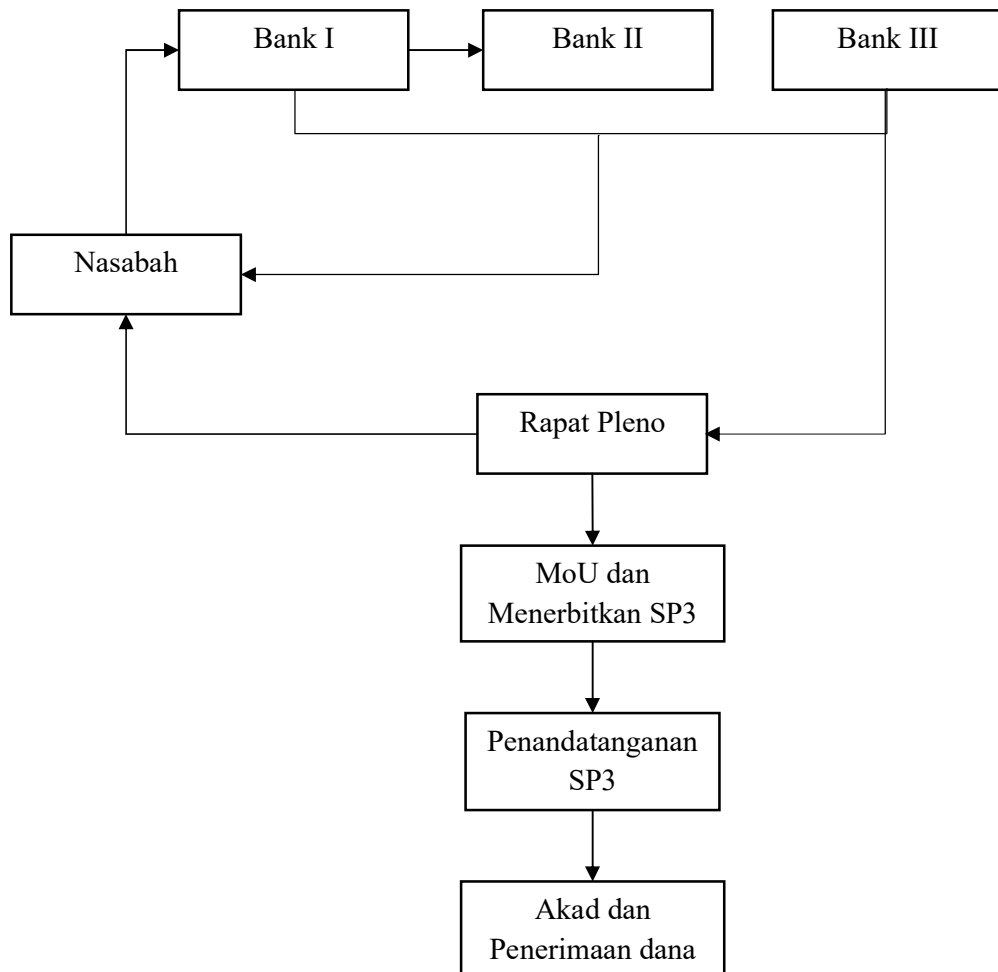 Bank I
Bank II
Bank III
Nasabah
Rapat Pleno
MoU dan
Menerbitkan SP3
Penandatanganan
SP3
Akad dan
Penerimaan dana